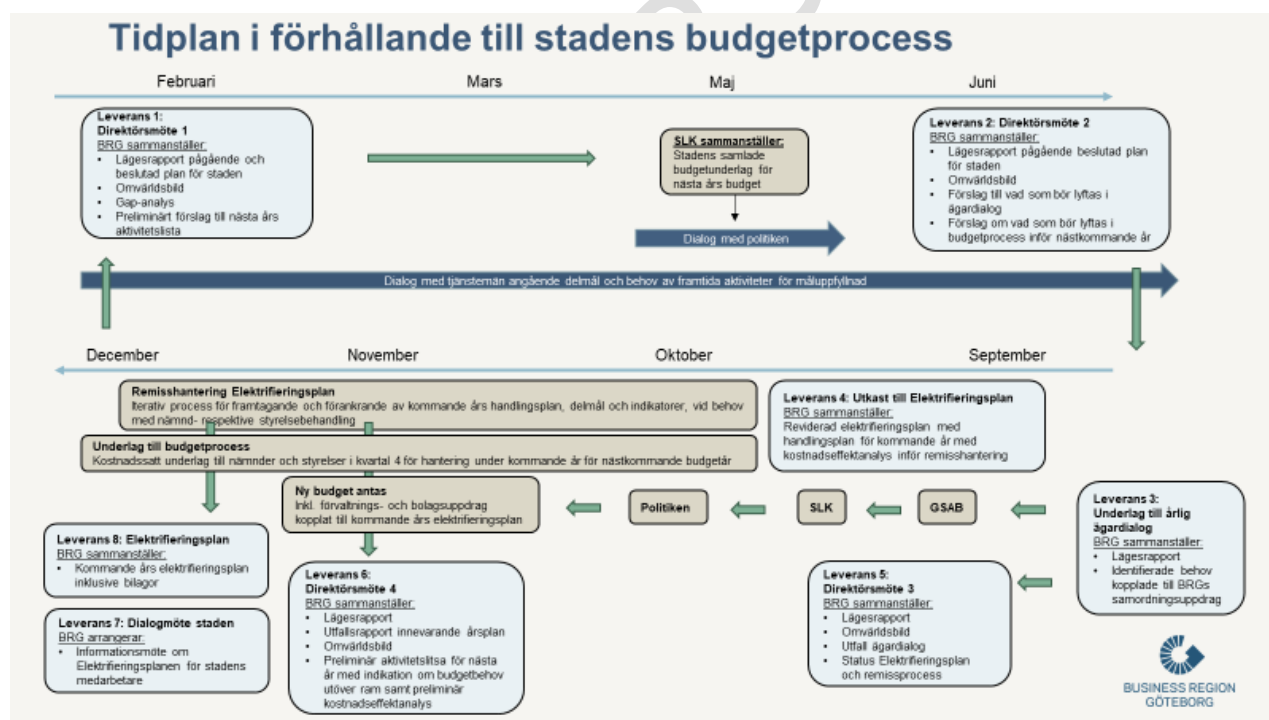 Tidplan i förhållande till stadens budgetprocess
Februari
Mars
Maj
Juni
Leverans 1:
Direktörsmöte 1
BRG sammanställer:
• Lägesrapport pågående och
beslutad plan för staden
• Omvärldsbild
• Gap-analys
• Preliminärt förslag till nästa års
aktivitetslista
SLK sammanställer:
Stadens samlade
budgetunderlag för
nästa års budget
Dialog med politiken
Leverans 2: Direktörsmöte 2
BRG sammanställer:
• Lägesrapport pågående beslutad plan
för staden
• Omvärldsbild
• Förslag till vad som bör lyftas i
ägardialog
• Förslag om vad som bör lyftas i
budgetprocess inför nästkommande år
Dialog med tjänstemän angående delmål och behov av framtida aktiviteter för måluppfyllnad
December
November
Oktober
September
Remisshantering Elektrifieringsplan
Iterativ process för framtagande och förankrande av kommande års handlingsplan, delmål och indikatorer, vid behov
med nämnd- respektive styrelsebehandling
Underlag till budgetprocess
Kostnadssatt underlag till nämnder och styrelser i kvartal 4 för hantering under kommande år för nästkommande budgetår
Leverans 4: Utkast till Elektrifieringsplan
BRG sammanställer:
Reviderad elektrifieringsplan med
handlingsplan för kommande år med
kostnadseffektanalys inför remisshantering
Ny budget antas
Inkl. förvaltnings- och bolagsuppdrag
kopplat till kommande års elektrifieringsplan
Politiken
SLK
GSAB
Leverans 3:
Underlag till årlig
ägardialog
BRG sammanställer:
• Lägesrapport
• Identifierade behov
kopplade till BRGs
samordningsuppdrag
Leverans 8: Elektrifieringsplan
BRG sammanställer:
• Kommande års elektrifieringsplan
inklusive bilagor
Leverans 7: Dialogmöte staden
BRG arrangerar:
• Informationsmöte om
Elektrifieringsplanen för stadens
medarbetare
Leverans 6:
Direktörsmöte 4
BRG sammanställer:
• Lägesrapport
• Utfallsrapport innevarande årsplan
• Omvärldsbild
• Preliminär aktivitetslitsa för nästa
år med indikation om budgetbehov
utöver ram samt preliminär
kostnadseffektanalys
Leverans 5:
Direktörsmöte 3
BRG sammanställer:
• Lägesrapport
• Omvärldsbild
• Utfall ägardialog
• Status Elektrifieringsplan
och remissprocess
BUSINESS REGION
GÖTEBORG